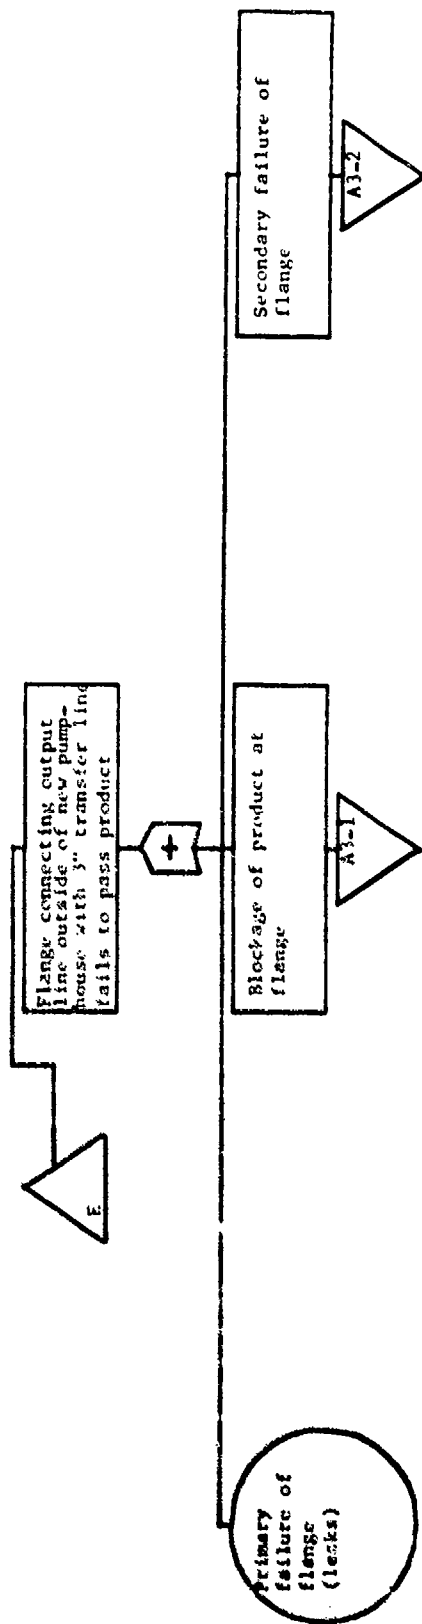 E
Flange connecting output
line outside of new pump-
house with 3" transfer line
fails to pass product
+
Primary
failure of
flange
(leaks)
Blockage of product at
flange
A3-1
Secondary failure of
flange
A3-2